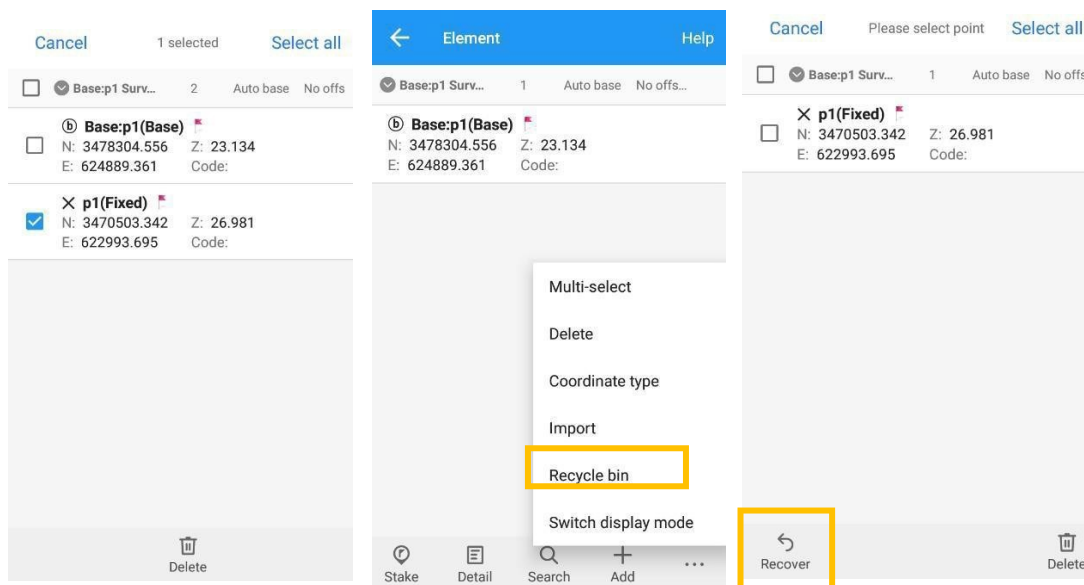 Cancel 1 selected Select all
Base:p1 Surv... 2 Auto base No offs
b Base:p1(Base)
N: 3478304.556 Z: 23.134
E: 624889.361 Code:
p1(Fixed)
N: 3470503.342 Z: 26.981
E: 622993.695 Code:
Delete
Element Help
Base:p1 Surv... 1 Auto base No offs...
b Base:p1(Base)
N: 3478304.556 Z: 23.134
E: 624889.361 Code:
Multi-select
Delete
Coordinate type
Import
Recycle bin
Switch display mode
Stake Detail Search Add
Cancel Please select point Select all
Base:p1 Surv... 1 Auto base No offs
p1(Fixed)
N: 3470503.342 Z: 26.981
E: 622993.695 Code:
Recover Delete